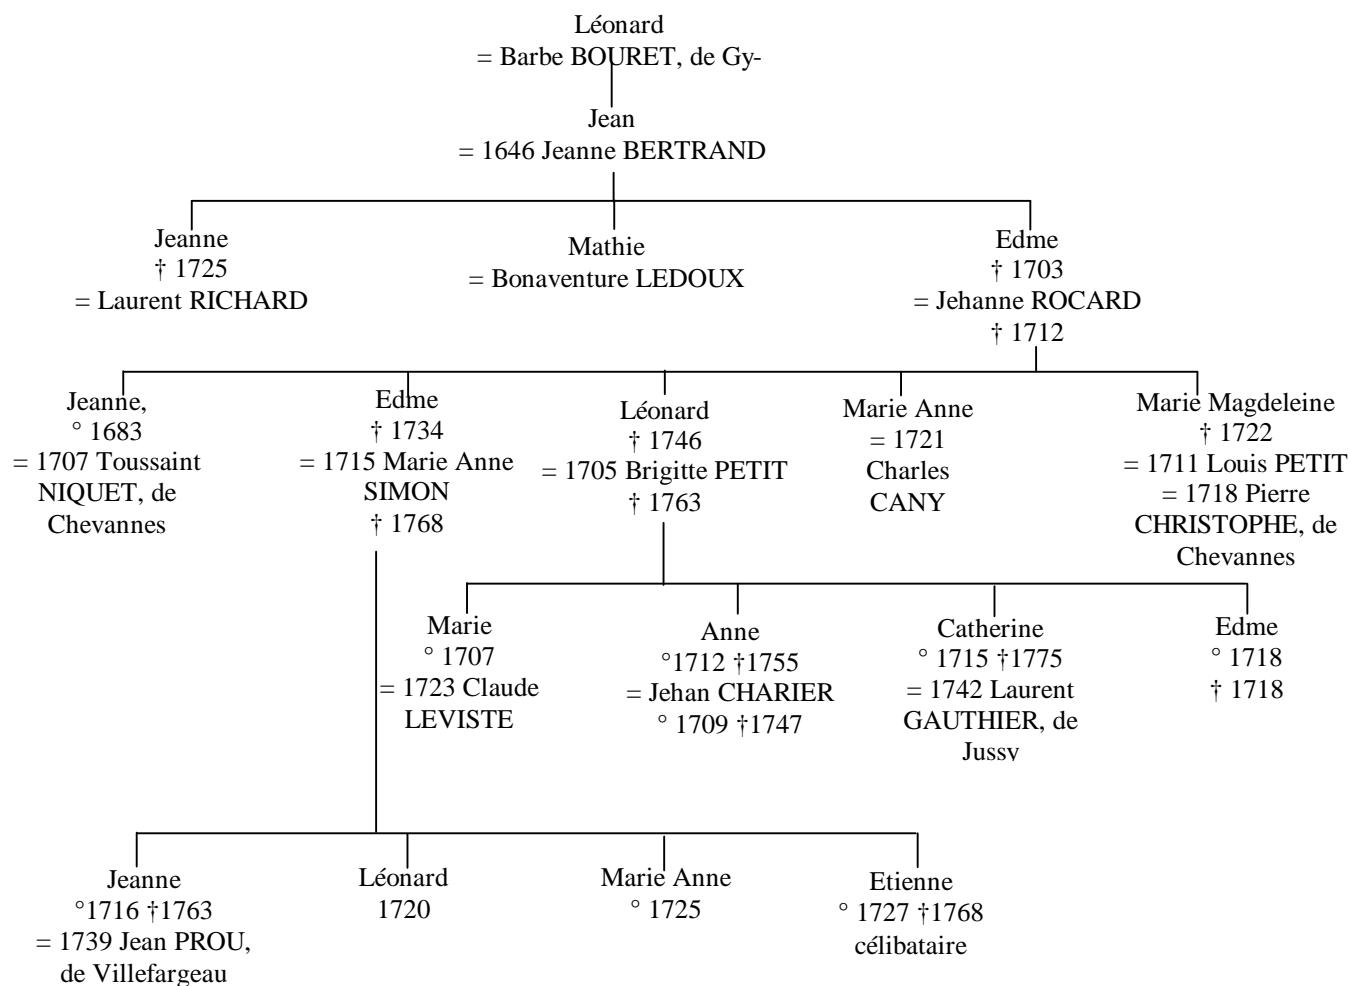 Léonard
= Barbe BOURET, de Gy-
Jean
= 1646 Jeanne BERTRAND
Jeanne
† 1725
= Laurent RICHARD
Mathie
= Bonaventure LEDOUX
Edme
† 1703
= Jehanne ROCARD
† 1712
Jeanne,
° 1683
= 1707 Toussaint
NIQUET, de
Chevannes
Edme
† 1734
= 1715 Marie Anne
SIMON
† 1768
Léonard
† 1746
= 1705 Brigitte PETIT
† 1763
Marie Anne
= 1721
Charles
CANY
Marie Magdeleine
† 1722
= 1711 Louis PETIT
= 1718 Pierre
CHRISTOPHE, de
Chevannes
Marie
° 1707
= 1723 Claude
LEVISTE
Anne
°1712 †1755
= Jehan CHARIER
° 1709 †1747
Catherine
° 1715 †1775
= 1742 Laurent
GAUTHIER, de
Jussy
Edme
° 1718
† 1718
Jeanne
°1716 †1763
= 1739 Jean PROU,
de Villefargeau
Léonard
1720
Marie Anne
° 1725
Etienne
° 1727 †1768
célibataire